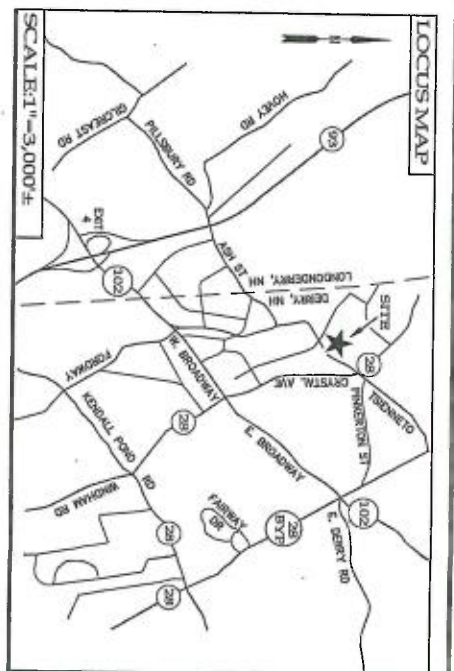 LOCUS MAP
N
HOVEY RD
93
PILLSBURY RD
GILCREAST RD
ASH ST
EXIT
4
102
LONDONDERRY, NH
DERRY, NH
SITE
28
TSIENNETO
PINKERTON ST
CRYSTAL AVE
W. BROADWAY
E. BROADWAY
FORDWAY
KENDALL POND RD
28
102
E. DERRY RD
28
BYP
FAIRWAY
DR.
WINDHAM RD
28
28
SCALE:1"=3,000'±